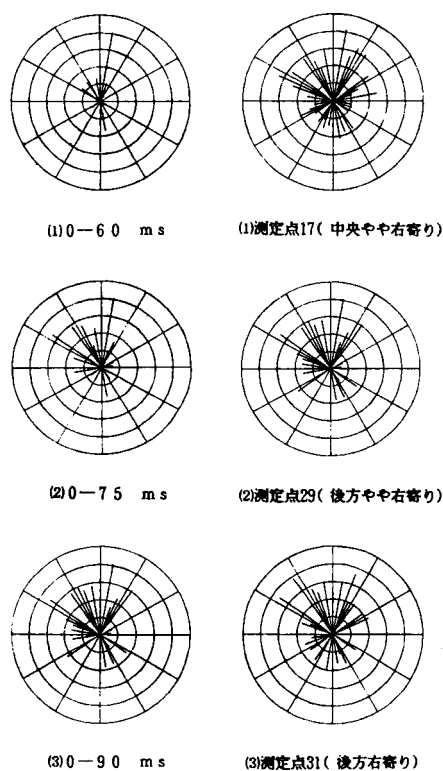 (1)0―60 ms
(1)測定点17( 中央やや右寄り)
(2)0―75 ms
(2)測定点29( 後方やや右寄り)
(3)0―90 ms
(3)測定点31( 後方右寄り)